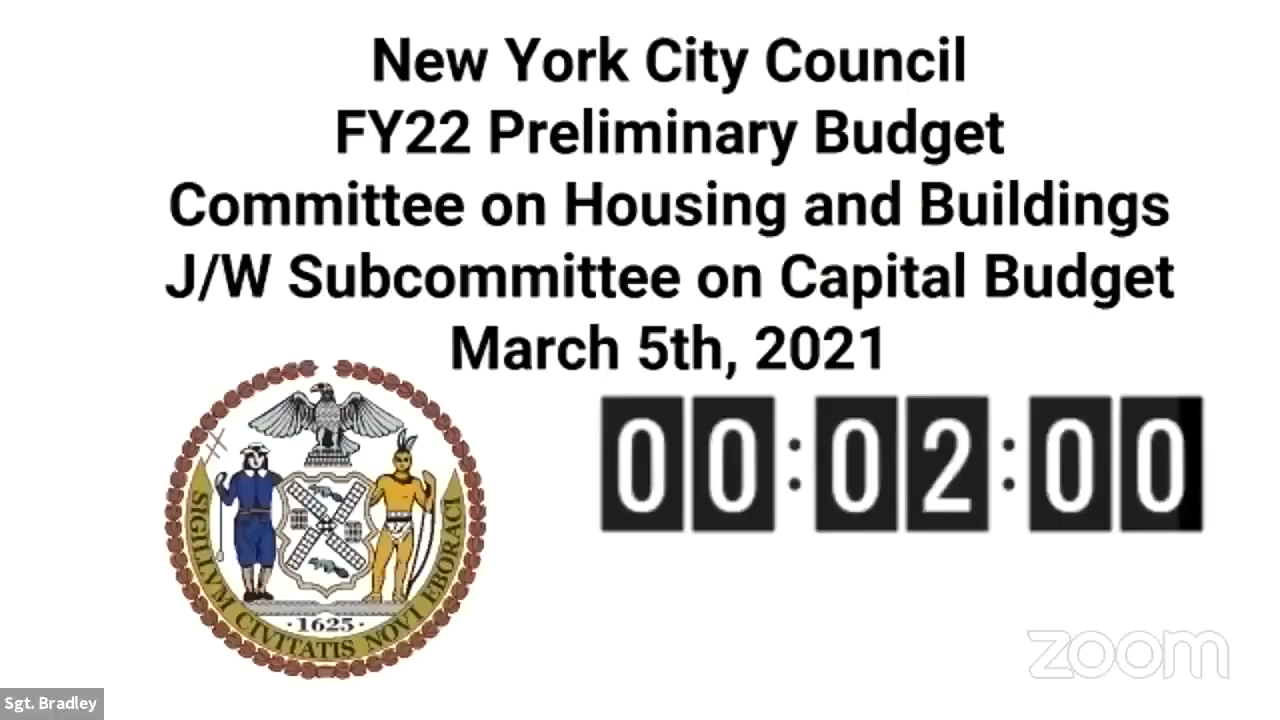 New York City Council
FY22 Preliminary Budget
Committee on Housing and Buildings
J/W Subcommittee on Capital Budget
March 5th, 2021
00:02:00
SIGILLVM CIVITATIS NOVI EBORACI
·1625·
zoom
Sgt. Bradley